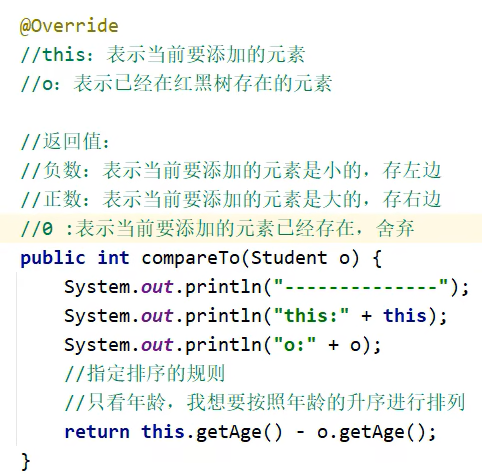 @Override
//this：表示当前要添加的元素
//o：表示已经在红黑树存在的元素
//返回值：
//负数：表示当前要添加的元素是小的，存左边
//正数：表示当前要添加的元素是大的，存右边
//0 :表示当前要添加的元素已经存在，舍弃
public int compareTo(Student o) {
System.out.println("--------------");
System.out.println("this:" + this);
System.out.println("o:" + o);
//指定排序的规则
//只看年龄，我想要按照年龄的升序进行排列
return this.getAge() - o.getAge();
}